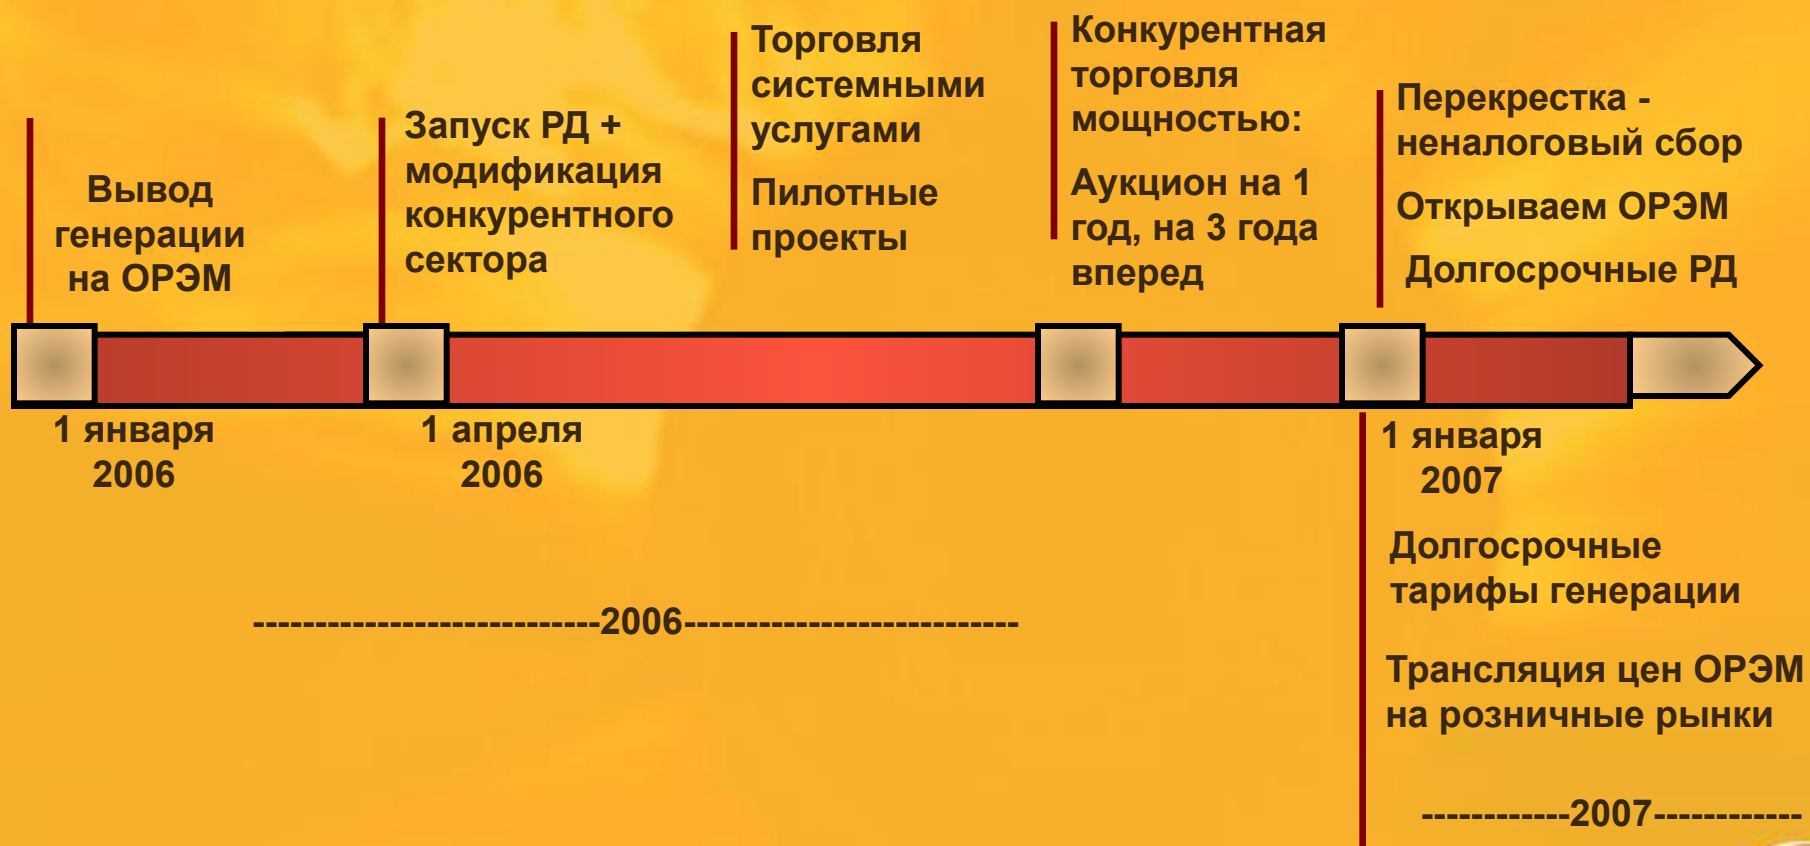 Вывод
генерации
на ОРЭМ
Запуск РД +
модификация
конкурентного
сектора
Торговля
системными
услугами
Пилотные
проекты
Конкурентная
торговля
мощностью:
Аукцион на 1
год, на 3 года
вперед
Перекрестка -
неналоговый сбор
Открываем ОРЭМ
Долгосрочные РД
1 января
2006
1 апреля
2006
1 января
2007
Долгосрочные
тарифы генерации
Трансляция цен ОРЭМ
на розничные рынки
----------------------------2006---------------------------
------------2007------------